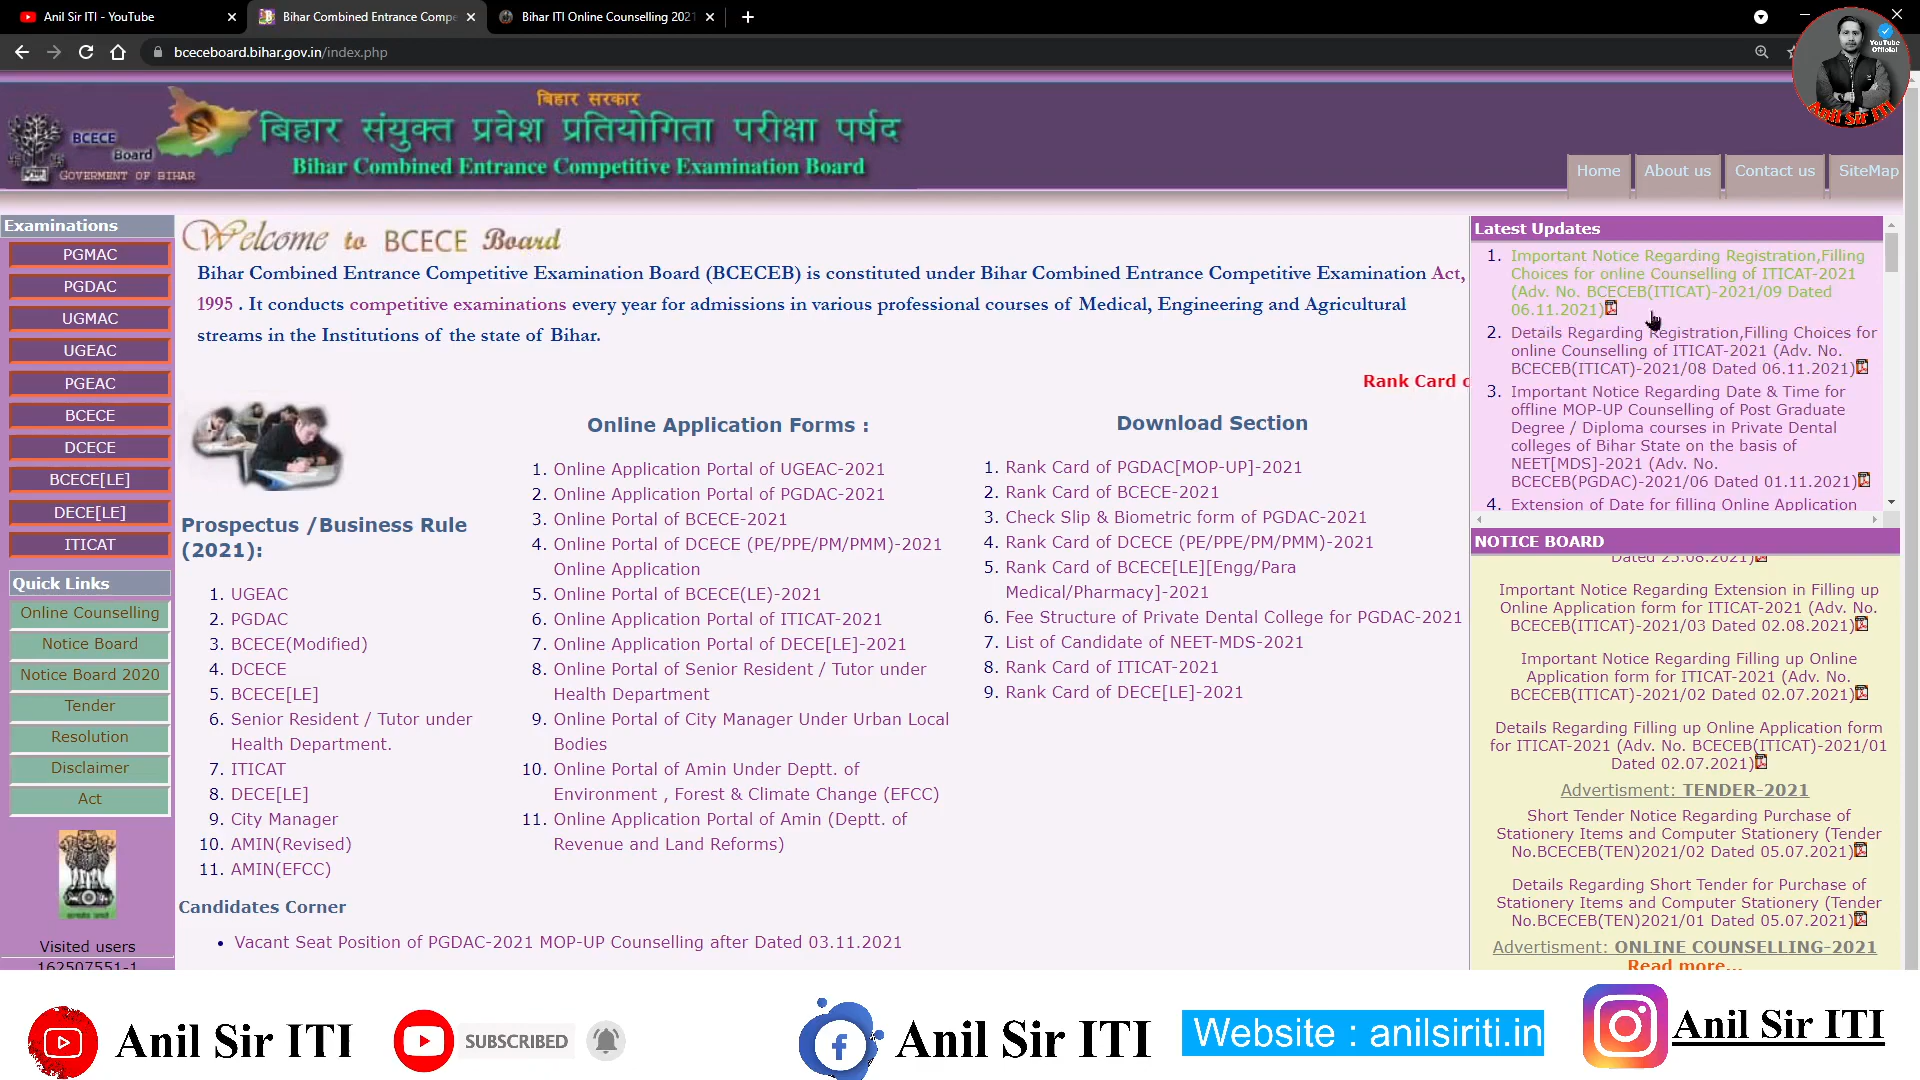 Anil Sir ITI - YouTube
Bihar Combined Entrance Compe
Bihar ITI Online Counselling 2021
bceceboard.bihar.gov.in/index.php
YouTube
Official
Anil Sir ITI
बिहार सरकार
बिहार संयुक्त प्रवेश प्रतियोगिता परीक्षा पर्षद
Bihar Combined Entrance Competitive Examination Board
BCECE
Board
GOVERMENT OF BIHAR
Home
About us
Contact us
SiteMap
Examinations
PGMAC
PGDAC
UGMAC
UGEAC
PGEAC
BCECE
DCECE
BCECE[LE]
DECE[LE]
ITICAT
Quick Links
Online Counselling
Notice Board
Notice Board 2020
Tender
Resolution
Disclaimer
Act
Visited users
162507551-1
Welcome to BCECE Board
Bihar Combined Entrance Competitive Examination Board (BCECEB) is constituted under Bihar Combined Entrance Competitive Examination Act,
1995 . It conducts competitive examinations every year for admissions in various professional courses of Medical, Engineering and Agricultural
streams in the Institutions of the state of Bihar.
Rank Card o
Prospectus /Business Rule
(2021):
1. UGEAC
2. PGDAC
3. BCECE(Modified)
4. DCECE
5. BCECE[LE]
6. Senior Resident / Tutor under
Health Department.
7. ITICAT
8. DECE[LE]
9. City Manager
10. AMIN(Revised)
11. AMIN(EFCC)
Online Application Forms :
1. Online Application Portal of UGEAC-2021
2. Online Application Portal of PGDAC-2021
3. Online Portal of BCECE-2021
4. Online Portal of DCECE (PE/PPE/PM/PMM)-2021
Online Application
5. Online Portal of BCECE(LE)-2021
6. Online Application Portal of ITICAT-2021
7. Online Application Portal of DECE[LE]-2021
8. Online Portal of Senior Resident / Tutor under
Health Department
9. Online Portal of City Manager Under Urban Local
Bodies
10. Online Portal of Amin Under Deptt. of
Environment , Forest & Climate Change (EFCC)
11. Online Application Portal of Amin (Deptt. of
Revenue and Land Reforms)
Download Section
1. Rank Card of PGDAC[MOP-UP]-2021
2. Rank Card of BCECE-2021
3. Check Slip & Biometric form of PGDAC-2021
4. Rank Card of DCECE (PE/PPE/PM/PMM)-2021
5. Rank Card of BCECE[LE][Engg/Para
Medical/Pharmacy]-2021
6. Fee Structure of Private Dental College for PGDAC-2021
7. List of Candidate of NEET-MDS-2021
8. Rank Card of ITICAT-2021
9. Rank Card of DECE[LE]-2021
Candidates Corner
• Vacant Seat Position of PGDAC-2021 MOP-UP Counselling after Dated 03.11.2021
Latest Updates
1. Important Notice Regarding Registration,Filling
Choices for online Counselling of ITICAT-2021
(Adv. No. BCECEB(ITICAT)-2021/09 Dated
06.11.2021)
2. Details Regarding Registration,Filling Choices for
online Counselling of ITICAT-2021 (Adv. No.
BCECEB(ITICAT)-2021/08 Dated 06.11.2021)
3. Important Notice Regarding Date & Time for
offline MOP-UP Counselling of Post Graduate
Degree / Diploma courses in Private Dental
colleges of Bihar State on the basis of
NEET[MDS]-2021 (Adv. No.
BCECEB(PGDAC)-2021/06 Dated 01.11.2021)
4. Extension of Date for filling Online Application
NOTICE BOARD
Dated 25.08.2021)
Important Notice Regarding Extension in Filling up
Online Application form for ITICAT-2021 (Adv. No.
BCECEB(ITICAT)-2021/03 Dated 02.08.2021)
Important Notice Regarding Filling up Online
Application form for ITICAT-2021 (Adv. No.
BCECEB(ITICAT)-2021/02 Dated 02.07.2021)
Details Regarding Filling up Online Application form
for ITICAT-2021 (Adv. No. BCECEB(ITICAT)-2021/01
Dated 02.07.2021)
Advertisment: TENDER-2021
Short Tender Notice Regarding Purchase of
Stationery Items and Computer Stationery (Tender
No.BCECEB(TEN)2021/02 Dated 05.07.2021)
Details Regarding Short Tender for Purchase of
Stationery Items and Computer Stationery (Tender
No.BCECEB(TEN)2021/01 Dated 05.07.2021)
Advertisment: ONLINE COUNSELLING-2021
Read more...
Anil Sir ITI
SUBSCRIBED
Anil Sir ITI
Website : anilsiriti.in
Anil Sir ITI